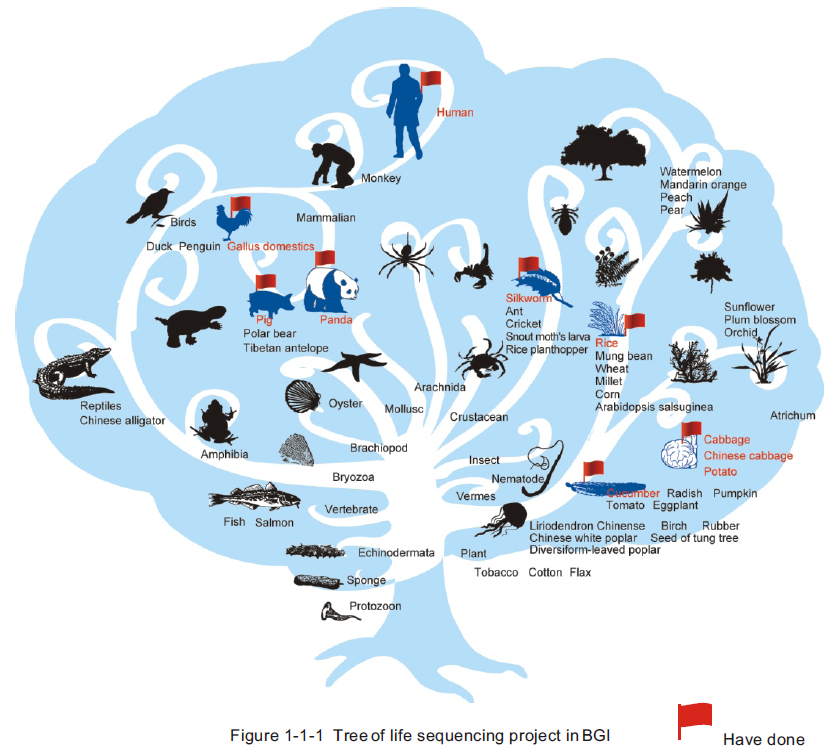 Human
Monkey
Watermelon
Mandarin orange
Peach
Pear
Birds
Mammalian
Duck Penguin Gallus domestics
Silkworm
Ant
Cricket
Snout moth's larva
Rice planthopper
Pig
Panda
Polar bear
Tibetan antelope
Sunflower
Plum blossom
Orchid
Rice
Mung bean
Wheat
Millet
Corn
Arabidopsis salsuginea
Reptiles
Chinese alligator
Oyster
Mollusc
Arachnida
Crustacean
Atrichum
Amphibia
Brachiopod
Bryozoa
Insect
Nematode
Vermes
Cabbage
Chinese cabbage
Potato
Cucumber Radish Pumpkin
Tomato Eggplant
Fish Salmon
Vertebrate
Liriodendron Chinense Birch Rubber
Chinese white poplar Seed of tung tree
Diversiform-leaved poplar
Echinodermata
Plant
Tobacco Cotton Flax
Sponge
Protozoon
Figure 1-1-1 Tree of life sequencing project in BGI
Have done